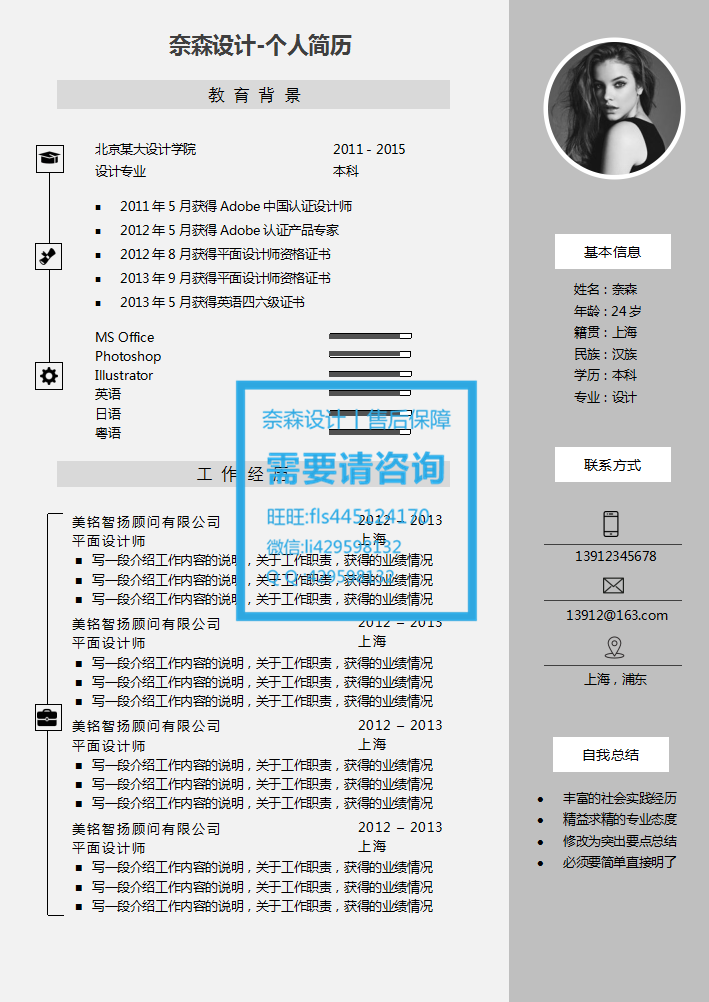 奈森设计-个人简历
教育背景
北京某大设计学院 2011 - 2015
设计专业 本科
▪ 2011 年 5 月获得 Adobe 中国认证设计师
▪ 2012 年 5 月获得 Adobe 认证产品专家
▪ 2012 年 8 月获得平面设计师资格证书
▪ 2013 年 9 月获得平面设计师资格证书
▪ 2013 年 5 月获得英语四六级证书
MS Office
Photoshop
Illustrator
英语
日语
粤语
奈森设计丨售后保障
需要请咨询
旺旺:fls445124170
微信:li429598132
Q Q :429598132
工作经历
美铭智扬顾问有限公司 2012 – 2013
平面设计师 上海
▪ 写一段介绍工作内容的说明，关于工作职责，获得的业绩情况
▪ 写一段介绍工作内容的说明，关于工作职责，获得的业绩情况
▪ 写一段介绍工作内容的说明，关于工作职责，获得的业绩情况
美铭智扬顾问有限公司 2012 – 2013
平面设计师 上海
▪ 写一段介绍工作内容的说明，关于工作职责，获得的业绩情况
▪ 写一段介绍工作内容的说明，关于工作职责，获得的业绩情况
▪ 写一段介绍工作内容的说明，关于工作职责，获得的业绩情况
美铭智扬顾问有限公司 2012 – 2013
平面设计师 上海
▪ 写一段介绍工作内容的说明，关于工作职责，获得的业绩情况
▪ 写一段介绍工作内容的说明，关于工作职责，获得的业绩情况
▪ 写一段介绍工作内容的说明，关于工作职责，获得的业绩情况
美铭智扬顾问有限公司 2012 – 2013
平面设计师 上海
▪ 写一段介绍工作内容的说明，关于工作职责，获得的业绩情况
▪ 写一段介绍工作内容的说明，关于工作职责，获得的业绩情况
▪ 写一段介绍工作内容的说明，关于工作职责，获得的业绩情况
基本信息
姓名：奈森
年龄：24 岁
籍贯：上海
民族：汉族
学历：本科
专业：设计
联系方式
13912345678
13912@163.com
上海，浦东
自我总结
● 丰富的社会实践经历
● 精益求精的专业态度
● 修改为突出要点总结
● 必须要简单直接明了